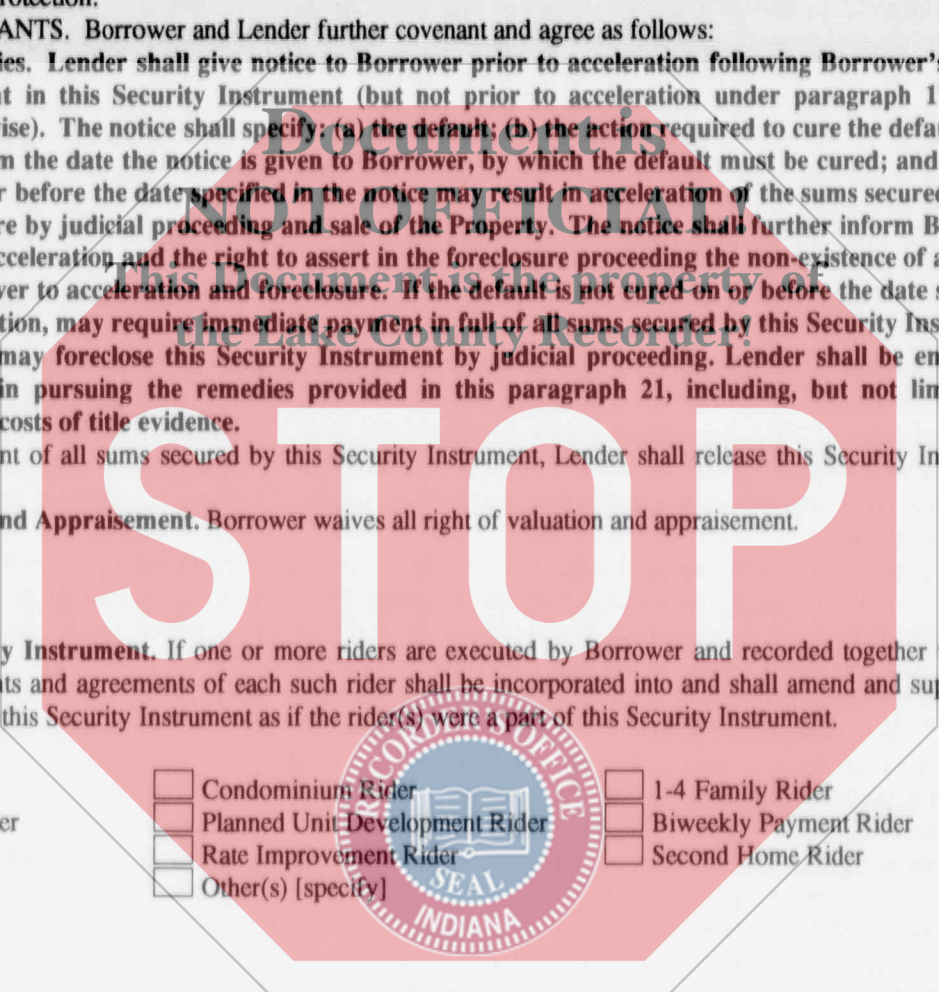 rotection.
ANTS. Borrower and Lender further covenant and agree as follows:
ies. Lender shall give notice to Borrower prior to acceleration following Borrower's
t in this Security Instrument (but not prior to acceleration under paragraph 1
ise). The notice shall specify: (a) the default; (b) the action required to cure the defau
m the date the notice is given to Borrower, by which the default must be cured; and
r before the date specified in the notice may result in acceleration of the sums secured
re by judicial proceeding and sale of the Property. The notice shall further inform B
cceleration and the right to assert in the foreclosure proceeding the non-existence of a
ver to acceleration and foreclosure. If the default is not cured on or before the date s
tion, may require immediate payment in full of all sums secured by this Security Ins
may foreclose this Security Instrument by judicial proceeding. Lender shall be en
in pursuing the remedies provided in this paragraph 21, including, but not lim
costs of title evidence.
nt of all sums secured by this Security Instrument, Lender shall release this Security In
nd Appraisement. Borrower waives all right of valuation and appraisement.
y Instrument. If one or more riders are executed by Borrower and recorded together
ts and agreements of each such rider shall be incorporated into and shall amend and sup
this Security Instrument as if the rider(s) were a part of this Security Instrument.
Condominium Rider 1-4 Family Rider
er Planned Unit Development Rider Biweekly Payment Rider
Rate Improvement Rider Second Home Rider
Other(s) [specify]
Document is
NOT OFFICIAL
This Document is the property of
the Lake County Recorder!
STOP
RECORDER'S OFFICE
SEAL
INDIANA